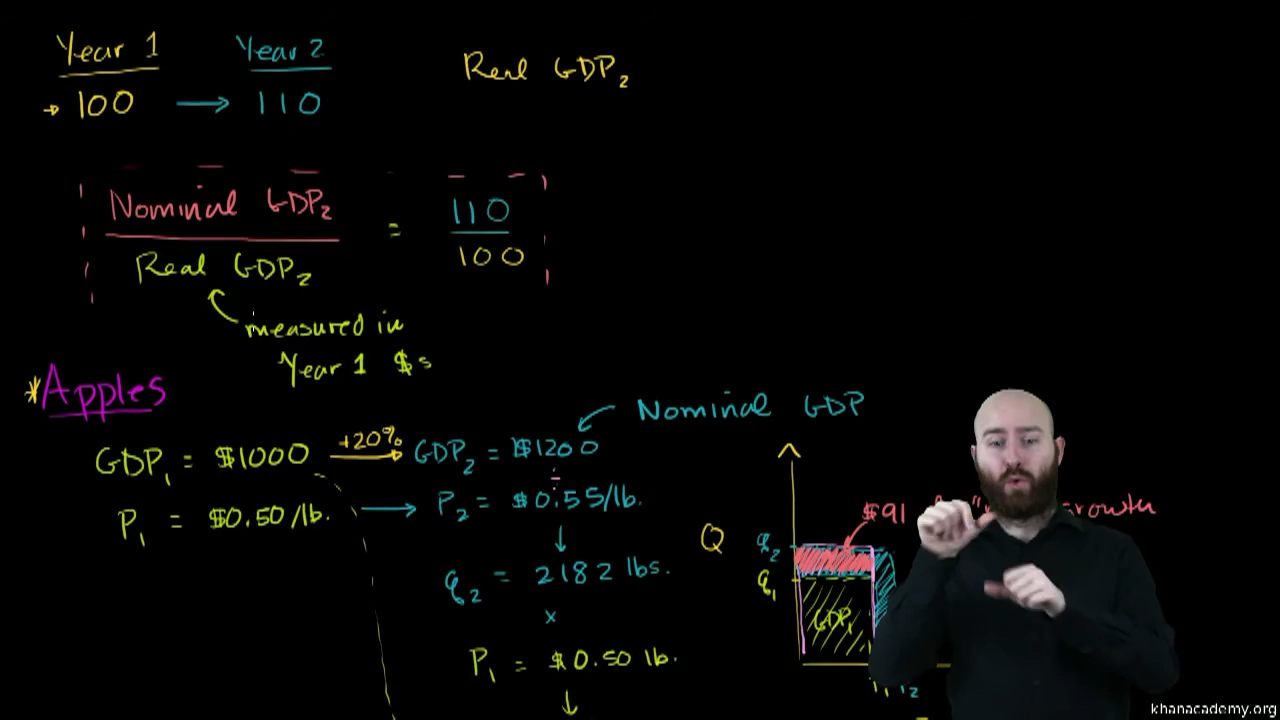 Year 1 Year 2
→ 100 → 110
Real GDP₂
Nominal GDP₂ = 110
Real GDP₂ 100
measured in
Year 1 $s
*Apples
Nominal GDP
GDP₁ = $1000 +20% GDP₂ = $1200
÷
P₁ = $0.50/lb. → P₂ = $0.55/lb.
$91 growth
Q
q₂
q₁
q₂ = 2182 lbs.
x
GDP₁
P₁ = $0.50 lb.
khanacademy.org